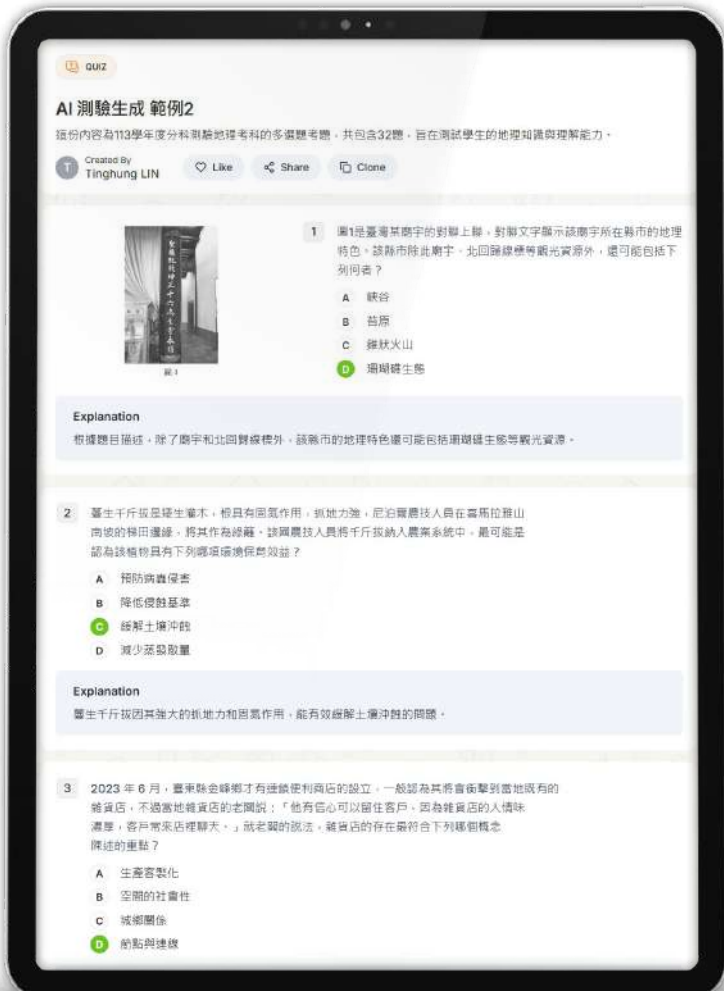 QUIZ
AI 測驗生成 範例2
這份內容為113學年度分科測驗地理考科的多選題考題，共包含32題，旨在測試學生的地理知識與理解能力。
T
Created By
Tinghung LIN
Like
Share
Clone
1
圖1是臺灣某廟宇的對聯上聯，對聯文字顯示該廟宇所在縣市的地理
特色。該縣市除此廟宇、北回歸線標等觀光資源外，還可能包括下
列何者？
A 峽谷
B 苔原
C 錐狀火山
D 珊瑚礁生態
圖1
Explanation
根據題目描述，除了廟宇和北回歸線標外，該縣市的地理特色還可能包括珊瑚礁生態等觀光資源。
2
蔓生千斤拔是矮生灌木，根具有固氮作用，抓地力強，尼泊爾農技人員在喜馬拉雅山
南坡的梯田邊緣，將其作為綠籬。該國農技人員將千斤拔納入農業系統中，最可能是
認為該植物具有下列哪項環境保育效益？
A 預防病蟲侵害
B 降低侵蝕基準
C 緩解土壤沖蝕
D 減少蒸發散量
Explanation
蔓生千斤拔因其強大的抓地力和固氮作用，能有效緩解土壤沖蝕的問題。
3
2023 年 6 月，臺東縣金峰鄉才有連鎖便利商店的設立，一般認為其將會衝擊到當地既有的
雜貨店，不過當地雜貨店的老闆說：「他有信心可以留住客戶，因為雜貨店的人情味
濃厚，客戶常來店裡聊天。」就老闆的說法，雜貨店的存在最符合下列哪個概念
陳述的重點？
A 生產客製化
B 空間的社會性
C 城鄉關係
D 節點與連線